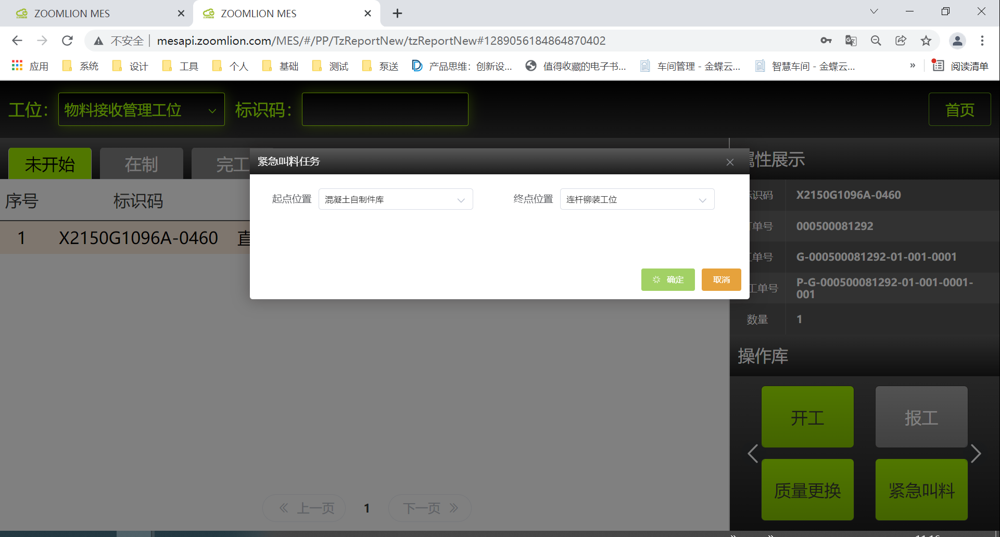 ZOOMLION MES
ZOOMLION MES
不安全
mesapi.zoomlion.com/MES/#/PP/TzReportNew/tzReportNew#1289056184864870402
应用 系统 设计 工具 个人 基础 测试 泵送 产品思维：创新设... 值得收藏的电子书... 车间管理 - 金蝶云... 智慧车间 - 金蝶云... » 阅读清单
工位： 物料接收管理工位 标识码： 首页
未开始 在制 完工
序号 标识码
1 X2150G1096A-0460 直
紧急叫料任务
起点位置 混凝土自制件库 终点位置 连杆铆装工位
确定 取消
属性展示
标识码 X2150G1096A-0460
单号 000500081292
单号 G-000500081292-01-001-0001
工单号 P-G-000500081292-01-001-0001-
001
数量 1
操作库
开工 报工
质量更换 紧急叫料
上一页 1 下一页